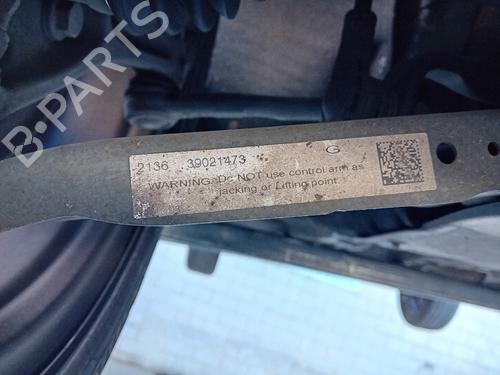 B-PARTS
2136 39021473 G
WARNING: Do NOT use control arm as
jacking or Lifting point